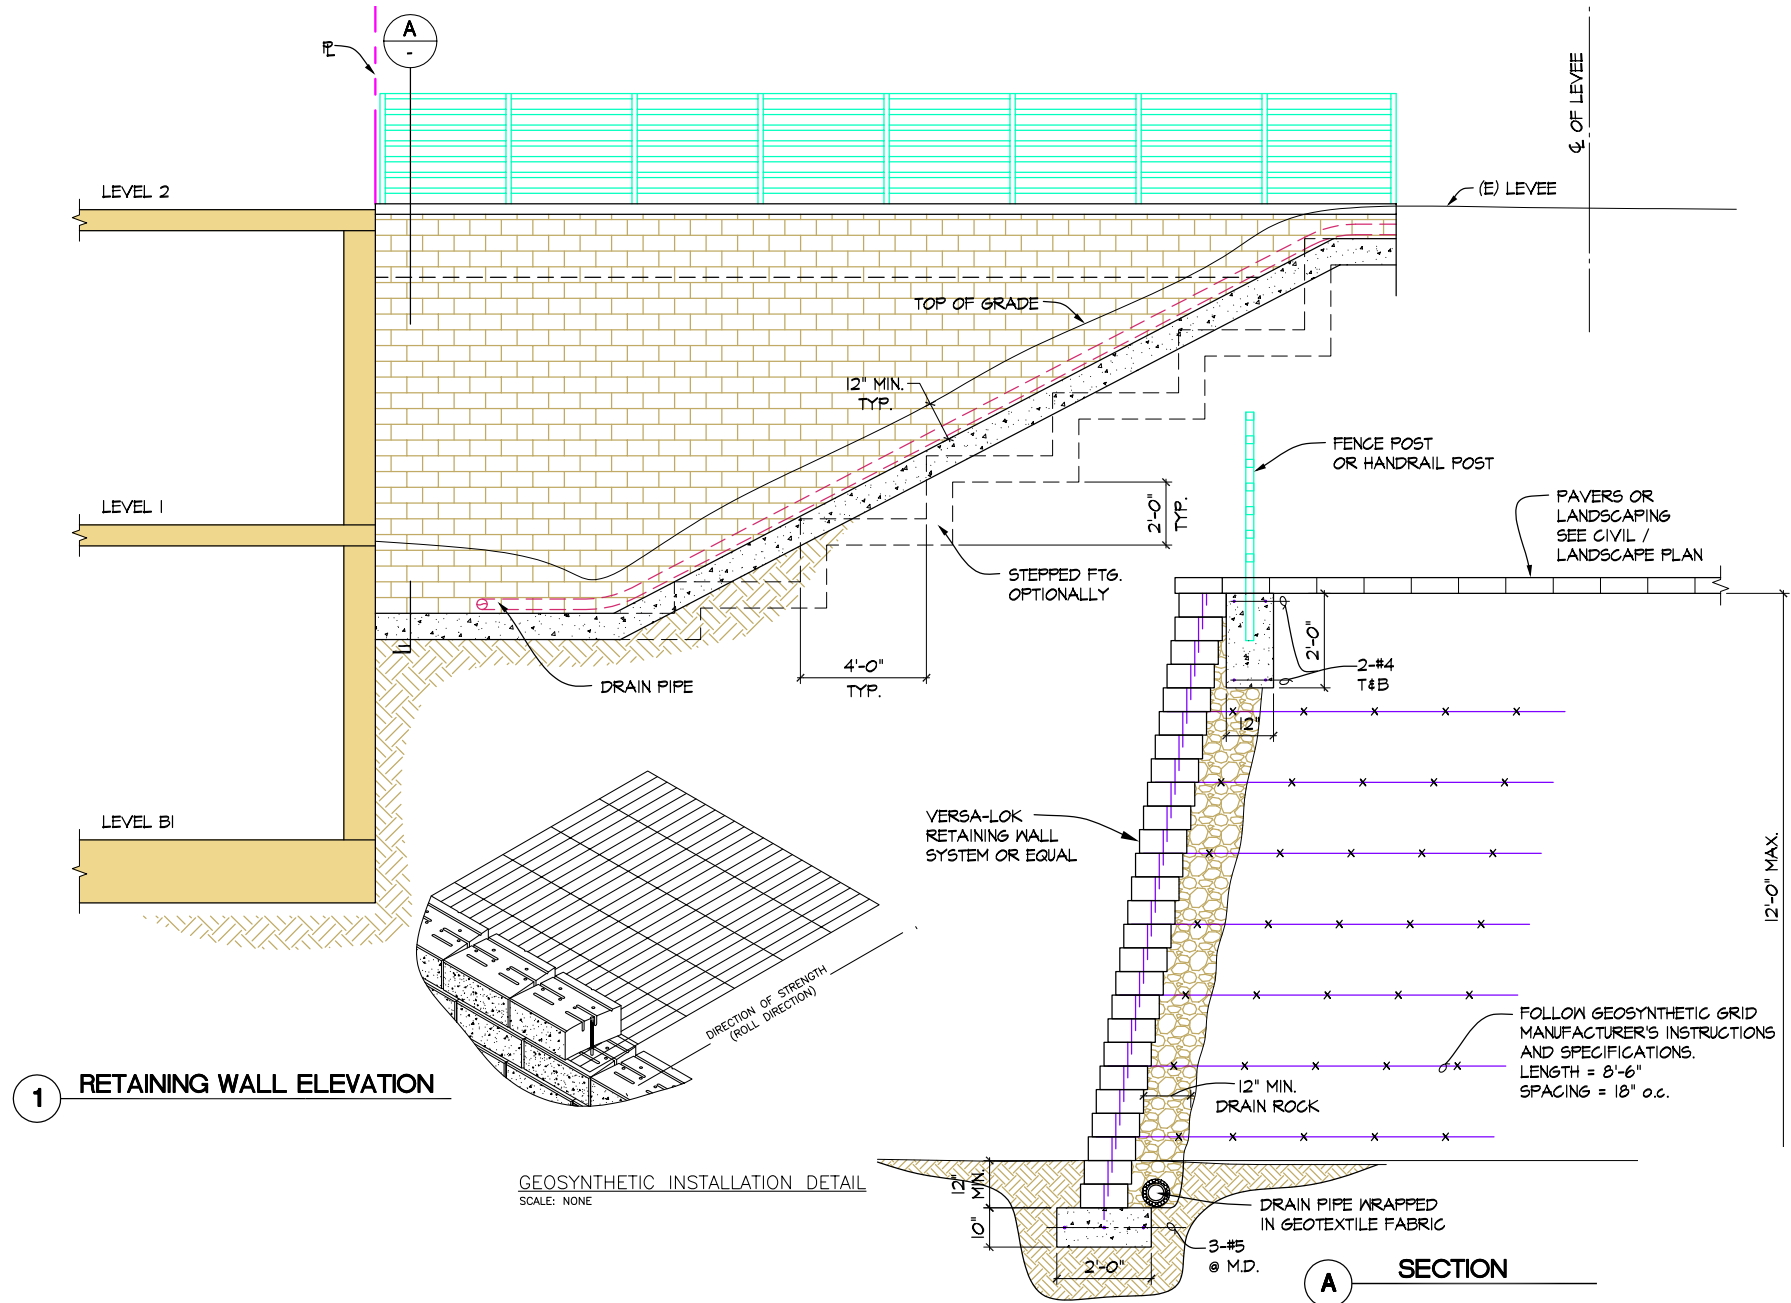 A
-
PL
℄ OF LEVEE
LEVEL 2
(E) LEVEE
TOP OF GRADE
12" MIN.
TYP.
FENCE POST
OR HANDRAIL POST
LEVEL 1
2'-0"
TYP.
PAVERS OR
LANDSCAPING
SEE CIVIL /
LANDSCAPE PLAN
STEPPED FTG.
OPTIONALLY
DRAIN PIPE
4'-0"
TYP.
2'-0"
2-#4
T&B
12"
LEVEL B1
VERSA-LOK
RETAINING WALL
SYSTEM OR EQUAL
12'-0" MAX.
DIRECTION OF STRENGTH
(ROLL DIRECTION)
FOLLOW GEOSYNTHETIC GRID
MANUFACTURER'S INSTRUCTIONS
AND SPECIFICATIONS.
LENGTH = 8'-6"
SPACING = 18" o.c.
12" MIN.
DRAIN ROCK
1
RETAINING WALL ELEVATION
GEOSYNTHETIC INSTALLATION DETAIL
SCALE: NONE
12"
MIN.
10"
DRAIN PIPE WRAPPED
IN GEOTEXTILE FABRIC
3-#5
@ M.D.
2'-0"
A
SECTION